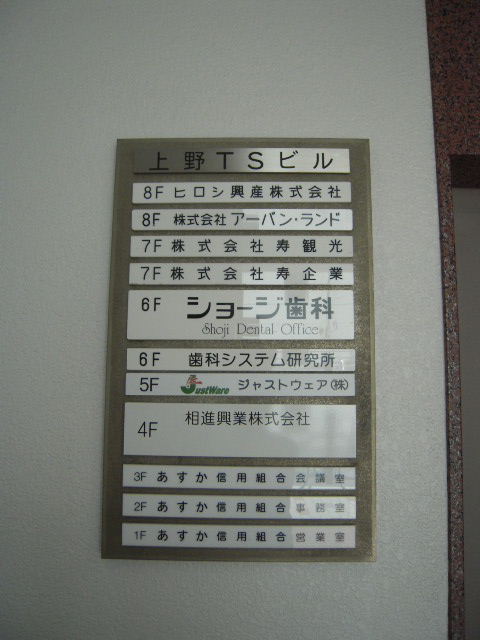 上野TSビル
8F ヒロシ興産株式会社
8F 株式会社 アーバン・ランド
7F 株式会社寿観光
7F 株式会社寿企業
6F ショージ歯科
Shoji Dental Office
6F 歯科システム研究所
5F JustWare ジャストウェア(株)
4F 相進興業株式会社
3F あすか信用組合会議室
2F あすか信用組合事務室
1F あすか信用組合営業室